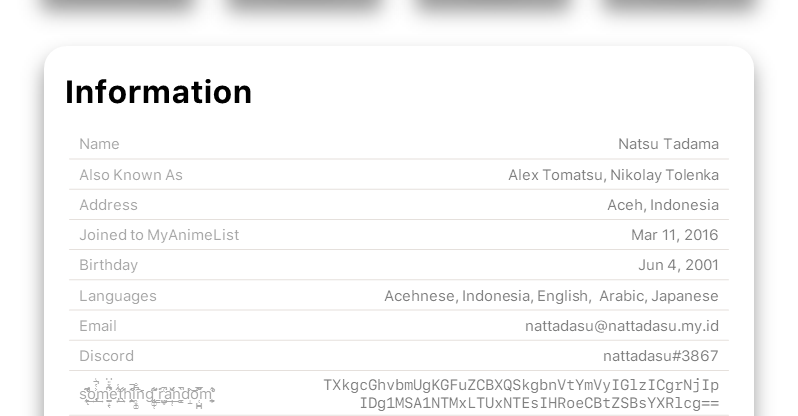 Information
Name Natsu Tadama
Also Known As Alex Tomatsu, Nikolay Tolenka
Address Aceh, Indonesia
Joined to MyAnimeList Mar 11, 2016
Birthday Jun 4, 2001
Languages Acehnese, Indonesia, English,  Arabic, Japanese
Email nattadasu@nattadasu.my.id
Discord nattadasu#3867
something random TXkgcGhvbmUgKGFuZCBXQSkgbnVtYmVyIGlzICgrNjIp
IDg1MSA1NTMxLTUxNTEsIHRoeCBtZSBsYXRlcg==